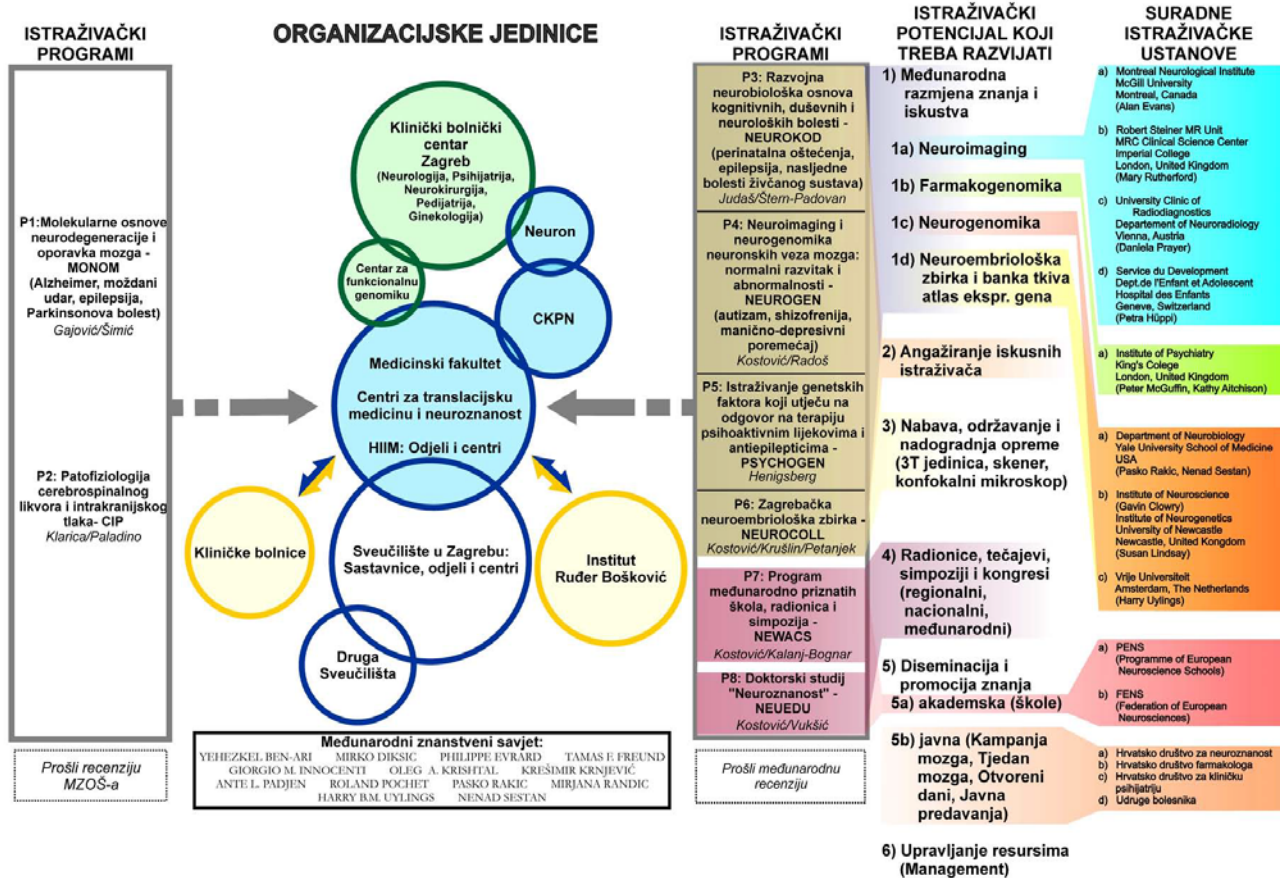 ISTRAŽIVAČKI
PROGRAMI
P1:Molekularne osnove
neurodegeneracije i
oporavka mozga -
MONOM
(Alzheimer, moždani
udar, epilepsija,
Parkinsonova bolest)
Gajović/Šimić
P2: Patofiziologija
cerebrospinalnog
likvora i intrakranijskog
tlaka- CIP
Klarica/Paladino
Prošli recenziju
MZOŠ-a
ORGANIZACIJSKE JEDINICE
Klinički bolnički
centar
Zagreb
(Neurologija, Psihijatrija,
Neurokirurgija,
Pedijatrija,
Ginekologija)
Neuron
Centar za
funkcionalnu
genomiku
CKPN
Medicinski fakultet
Centri za translacijsku
medicinu i neuroznanost
HIIM: Odjeli i centri
Kliničke bolnice
Sveučilište u Zagrebu:
Sastavnice, odjeli i centri
Institut
Ruđer Bošković
Druga
Sveučilišta
Međunarodni znanstveni savjet:
YEHEZKEL BEN-ARI MIRKO DIKSIC PHILIPPE EVRARD TAMAS F. FREUND
GIORGIO M. INNOCENTI OLEG A. KRISHTAL KREŠIMIR KRNJEVIĆ
ANTE L. PADJEN ROLAND POCHET PASKO RAKIC MIRJANA RANDIC
HARRY B.M. UYLINGS NENAD SESTAN
ISTRAŽIVAČKI
PROGRAMI
P3: Razvojna
neurobiološka osnova
kognitivnih, duševnih i
neuroloških bolesti -
NEUROKOD
(perinatalna oštećenja,
epilepsija, nasljedne
bolesti živčanog sustava)
Judaš/Štern-Padovan
P4: Neuroimaging i
neurogenomika
neuronskih veza mozga:
normalni razvitak i
abnormalnosti -
NEUROGEN
(autizam, shizofrenija,
manično-depresivni
poremećaj)
Kostović/Radoš
P5: Istraživanje genetskih
faktora koji utječu na
odgovor na terapiju
psihoaktivnim lijekovima i
antiepilepticima -
PSYCHOGEN
Henigsberg
P6: Zagrebačka
neuroembriološka zbirka -
NEUROCOLL
Kostović/Krušlin/Petanjek
P7: Program
međunarodno priznatih
škola, radionica i
simpozija -
NEWACS
Kostović/Kalanj-Bognar
P8: Doktorski studij
"Neuroznanost" -
NEUEDU
Kostović/Vukšić
Prošli međunarodnu
recenziju
ISTRAŽIVAČKI
POTENCIJAL KOJI
TREBA RAZVIJATI
1) Međunarodna
razmjena znanja i
iskustva
1a) Neuroimaging
1b) Farmakogenomika
1c) Neurogenomika
1d) Neuroembriološka
zbirka i banka tkiva
atlas ekspr. gena
2) Angažiranje iskusnih
istraživača
3) Nabava, održavanje i
nadogradnja opreme
(3T jedinica, skener,
konfokalni mikroskop)
4) Radionice, tečajevi,
simpoziji i kongresi
(regionalni,
nacionalni,
međunarodni)
5) Diseminacija i
promocija znanja
5a) akademska (škole)
5b) javna (Kampanja
mozga, Tjedan
mozga, Otvoreni
dani, Javna
predavanja)
6) Upravljanje resursima
(Management)
SURADNE
ISTRAŽIVAČKE
USTANOVE
a) Montreal Neurological Institute
McGill University
Montreal, Canada
(Alan Evans)
b) Robert Steiner MR Unit
MRC Clinical Science Center
Imperial College
London, United Kingdom
(Mary Rutherford)
c) University Clinic of
Radiodiagnostics
Departement of Neuroradiology
Vienna, Austria
(Daniela Prayer)
d) Service du Development
Dept.de l'Enfant et Adolescent
Hospital des Enfants
Geneve, Switzerland
(Petra Hüppi)
a) Institute of Psychiatry
King's Colege
London, United Kingdom
(Peter McGuffin, Kathy Aitchison)
a) Department of Neurobiology
Yale University School of Medicine
USA
(Pasko Rakic, Nenad Sestan)
b) Institute of Neuroscience
(Gavin Clowry)
Institute of Neurogenetics
University of Newcastle
Newcastle, United Kingdom
(Susan Lindsay)
c) Vrije Universiteit
Amsterdam, The Netherlands
(Harry Uylings)
a) PENS
(Programme of European
Neuroscience Schools)
b) FENS
(Federation of European
Neurosciences)
a) Hrvatsko društvo za neuroznanost
b) Hrvatsko društvo farmakologa
c) Hrvatsko društvo za kliničku
psihijatriju
d) Udruge bolesnika